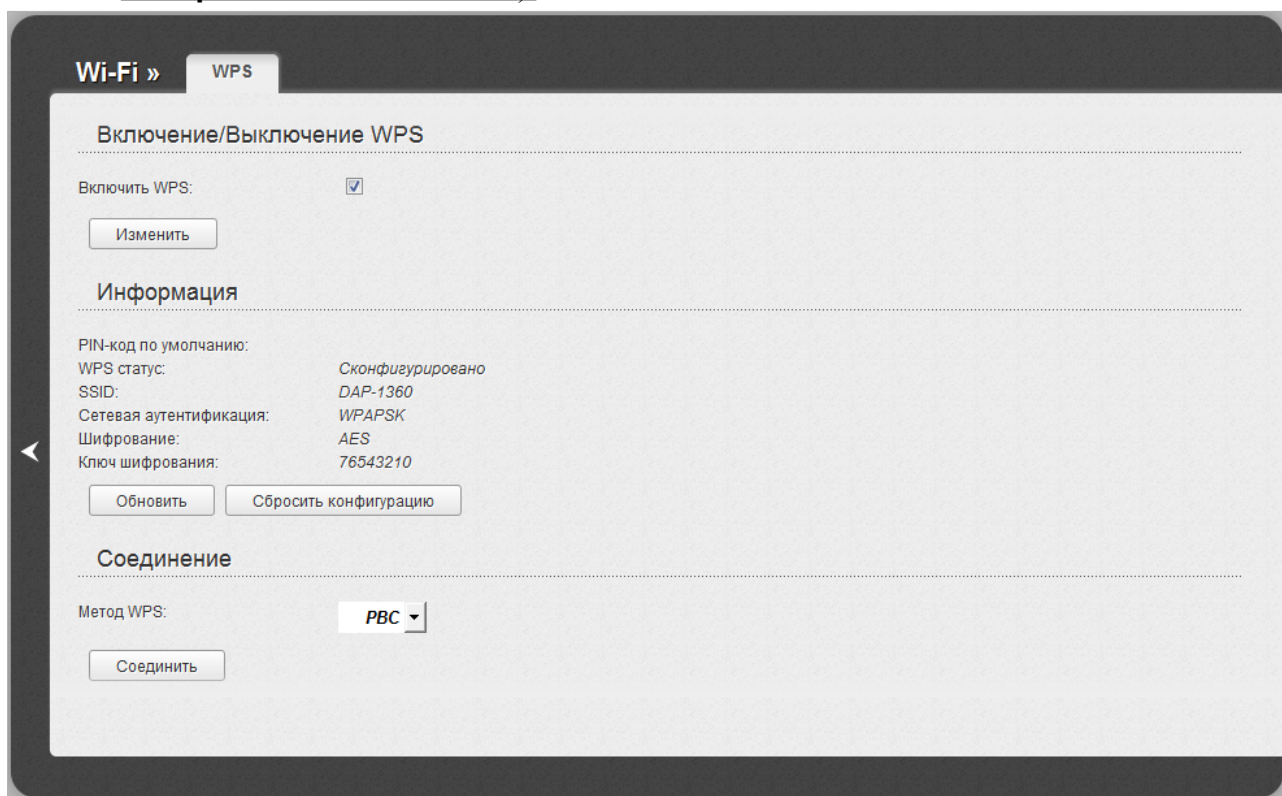 Wi-Fi » WPS
Включение/Выключение WPS
Включить WPS:
Изменить
Информация
PIN-код по умолчанию:
WPS статус: Сконфигурировано
SSID: DAP-1360
Сетевая аутентификация: WPAPSK
Шифрование: AES
Ключ шифрования: 76543210
Обновить Сбросить конфигурацию
Соединение
Метод WPS: PBC
Соединить